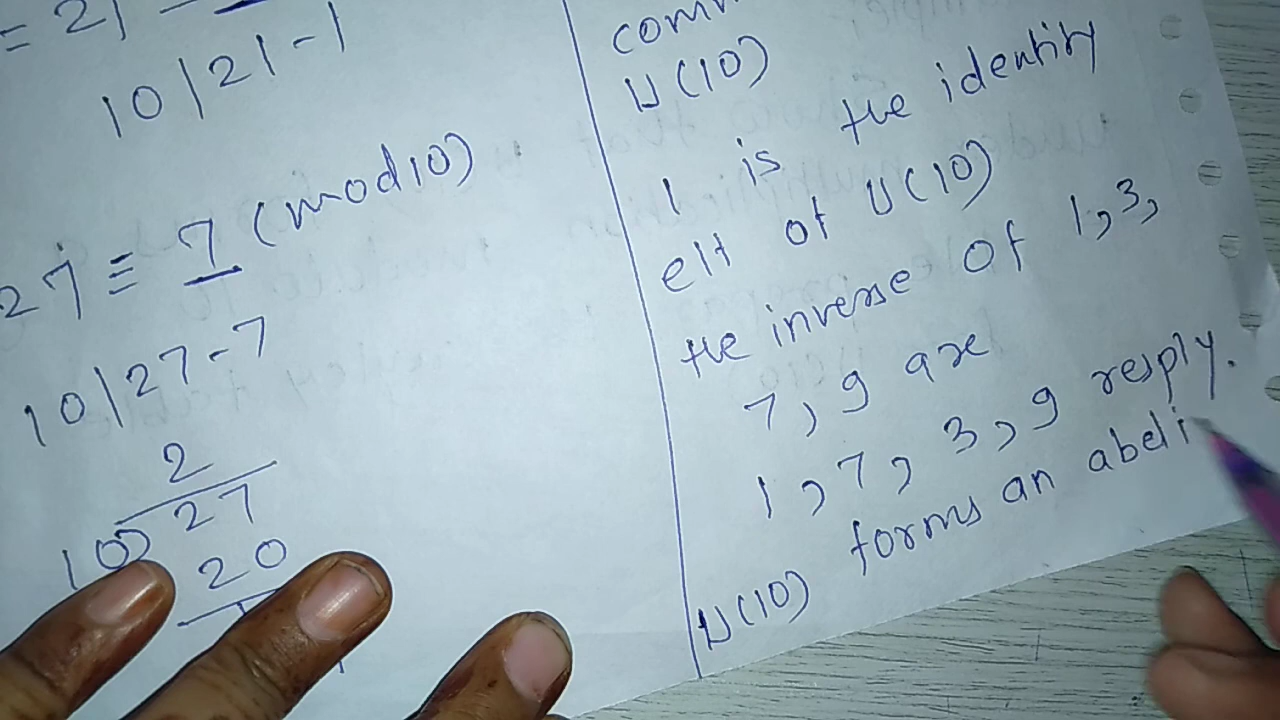 = 21
10 | 21 - 1
27 ≡ 7 (mod 10)
10 | 27 - 7
2
10) 27
20
U(10)
1 is the identity
elt of U(10)
the inverse of 1, 3,
7, 9 are
1, 7, 3, 9 resply.
U(10) forms an abeli